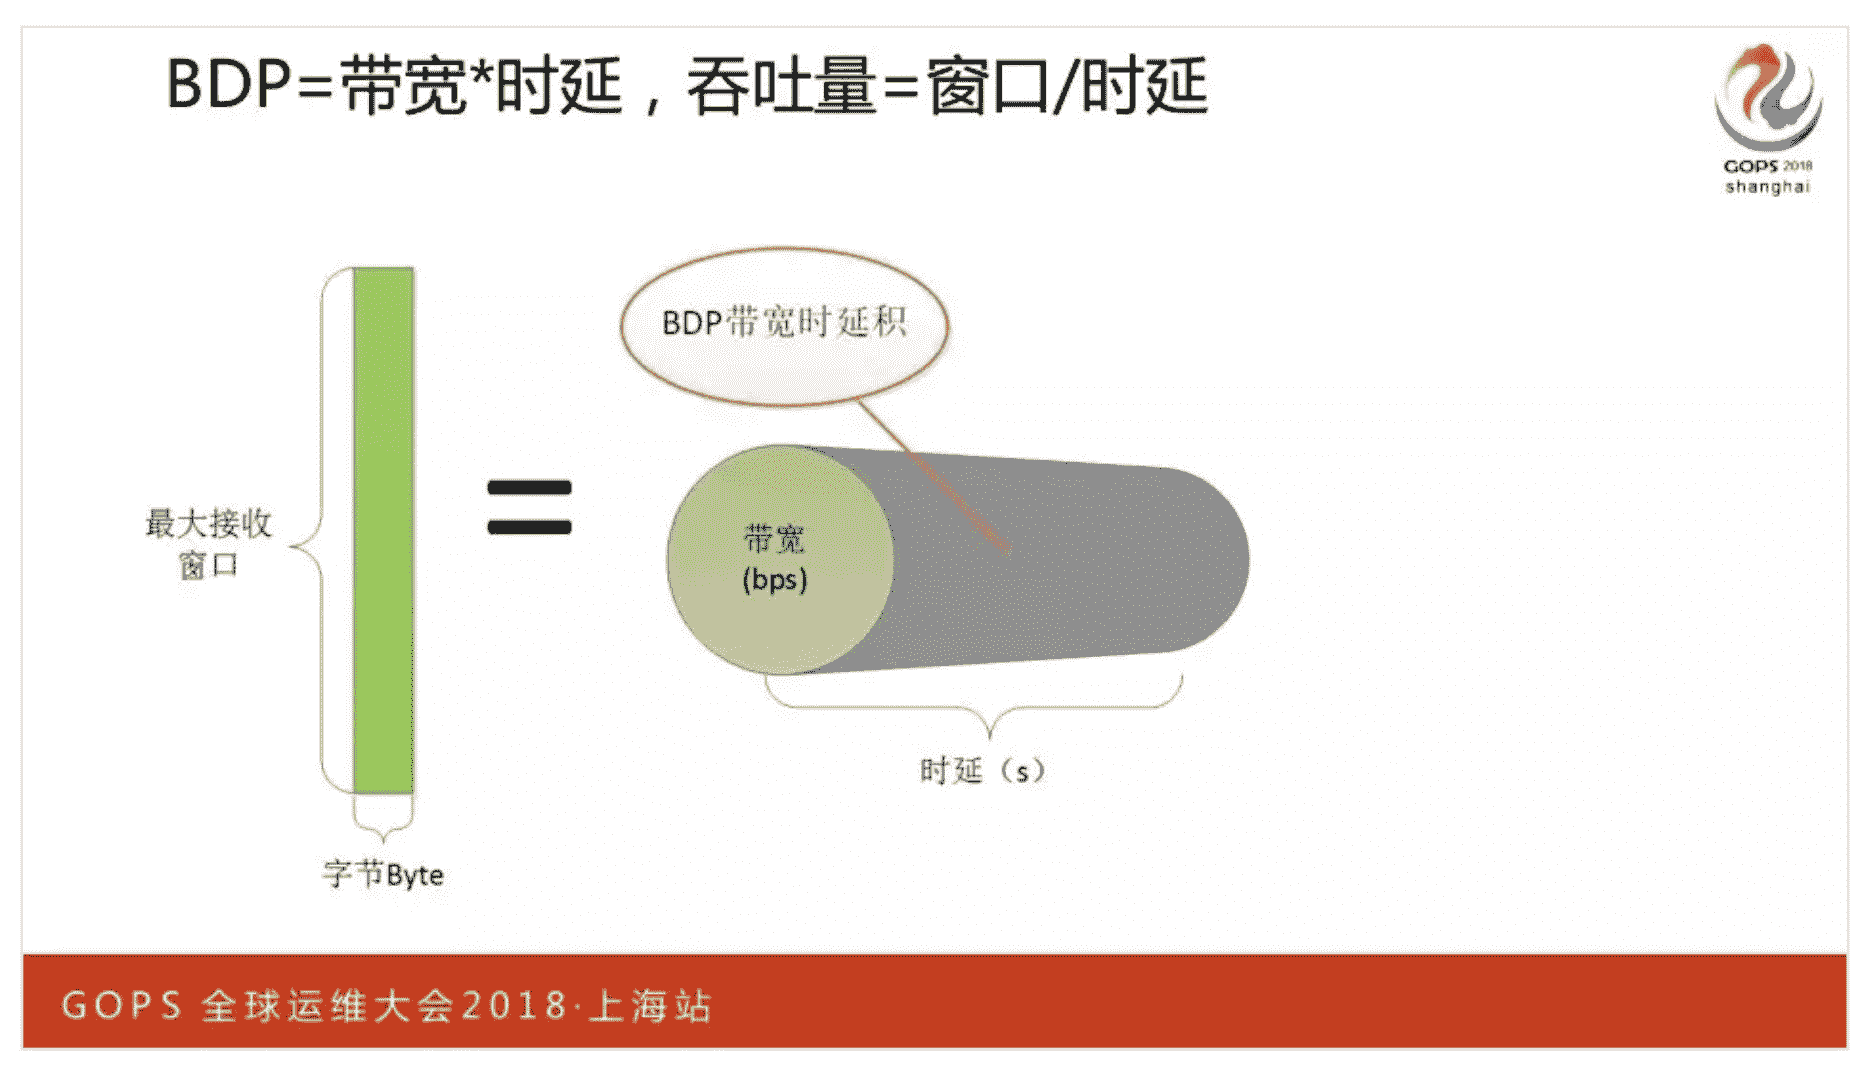 BDP=带宽*时延，吞吐量=窗口/时延
GOPS 2018
shanghai
BDP带宽时延积
最大接收
窗口
带宽
(bps)
时延（s）
字节Byte
GOPS 全球运维大会2018·上海站